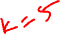 k = 5